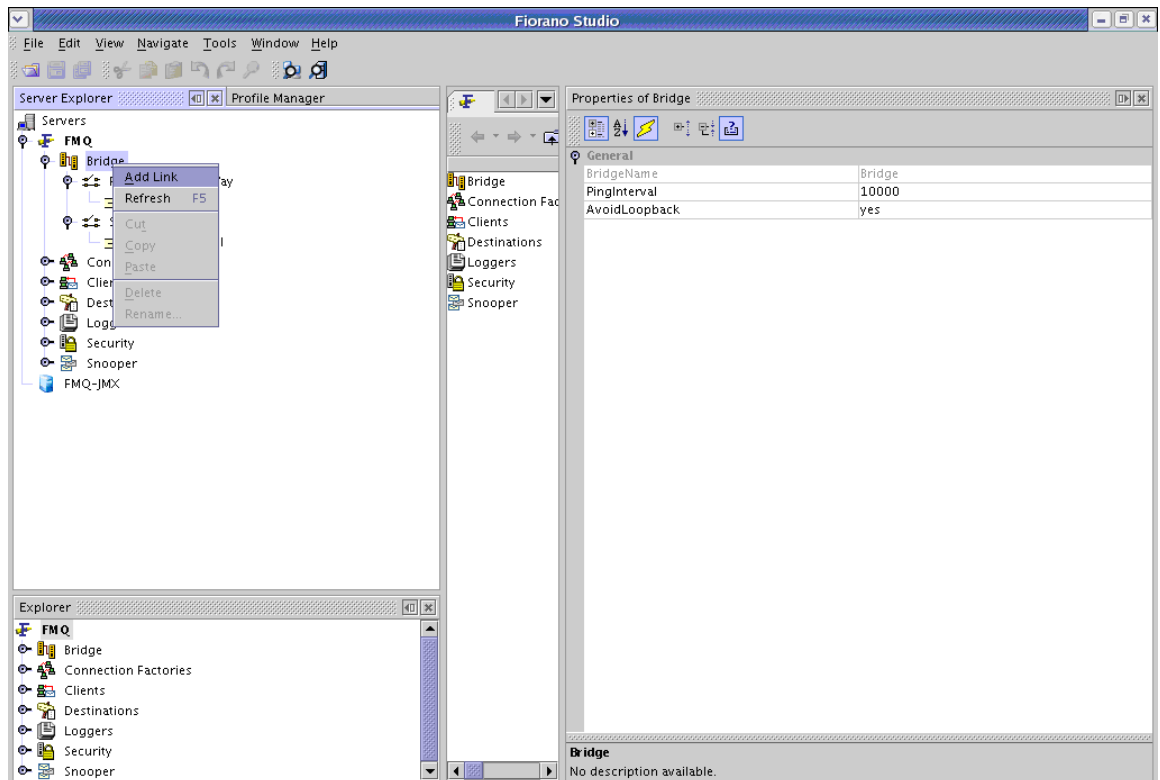 Fiorano Studio
File Edit View Navigate Tools Window Help
Server Explorer
Profile Manager
Servers
FMQ
Bridge
Add Link
Refresh F5
Cut
Copy
Paste
Delete
Rename...
Security
Snooper
FMQ-JMX
Explorer
FMQ
Bridge
Connection Factories
Clients
Destinations
Loggers
Security
Snooper
Bridge
Connection Fac
Clients
Destinations
Loggers
Security
Snooper
Properties of Bridge
General
BridgeName Bridge
PingInterval 10000
AvoidLoopback yes
Bridge
No description available.